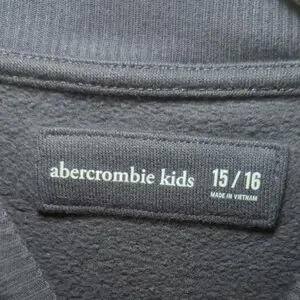 abercrombie kids 15/16
MADE IN VIETNAM